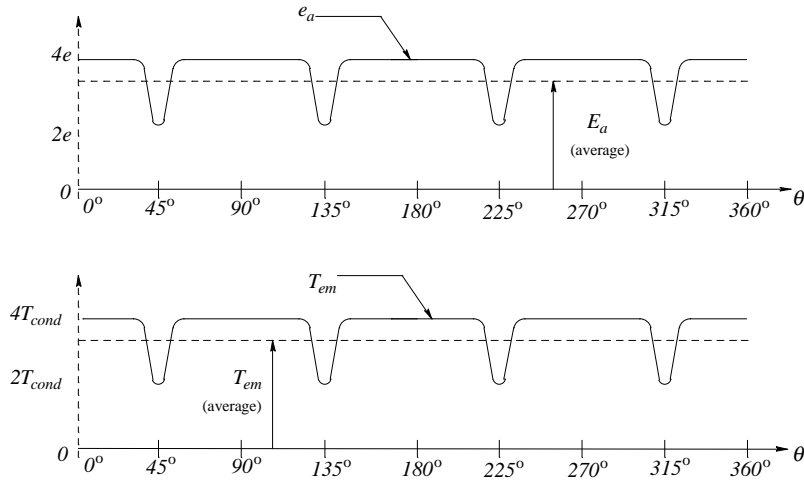 e_a
4e
2e
E_a
(average)
0
0° 45° 90° 135° 180° 225° 270° 315° 360° θ
T_em
4T_cond
2T_cond
T_em
(average)
0
0° 45° 90° 135° 180° 225° 270° 315° 360° θ